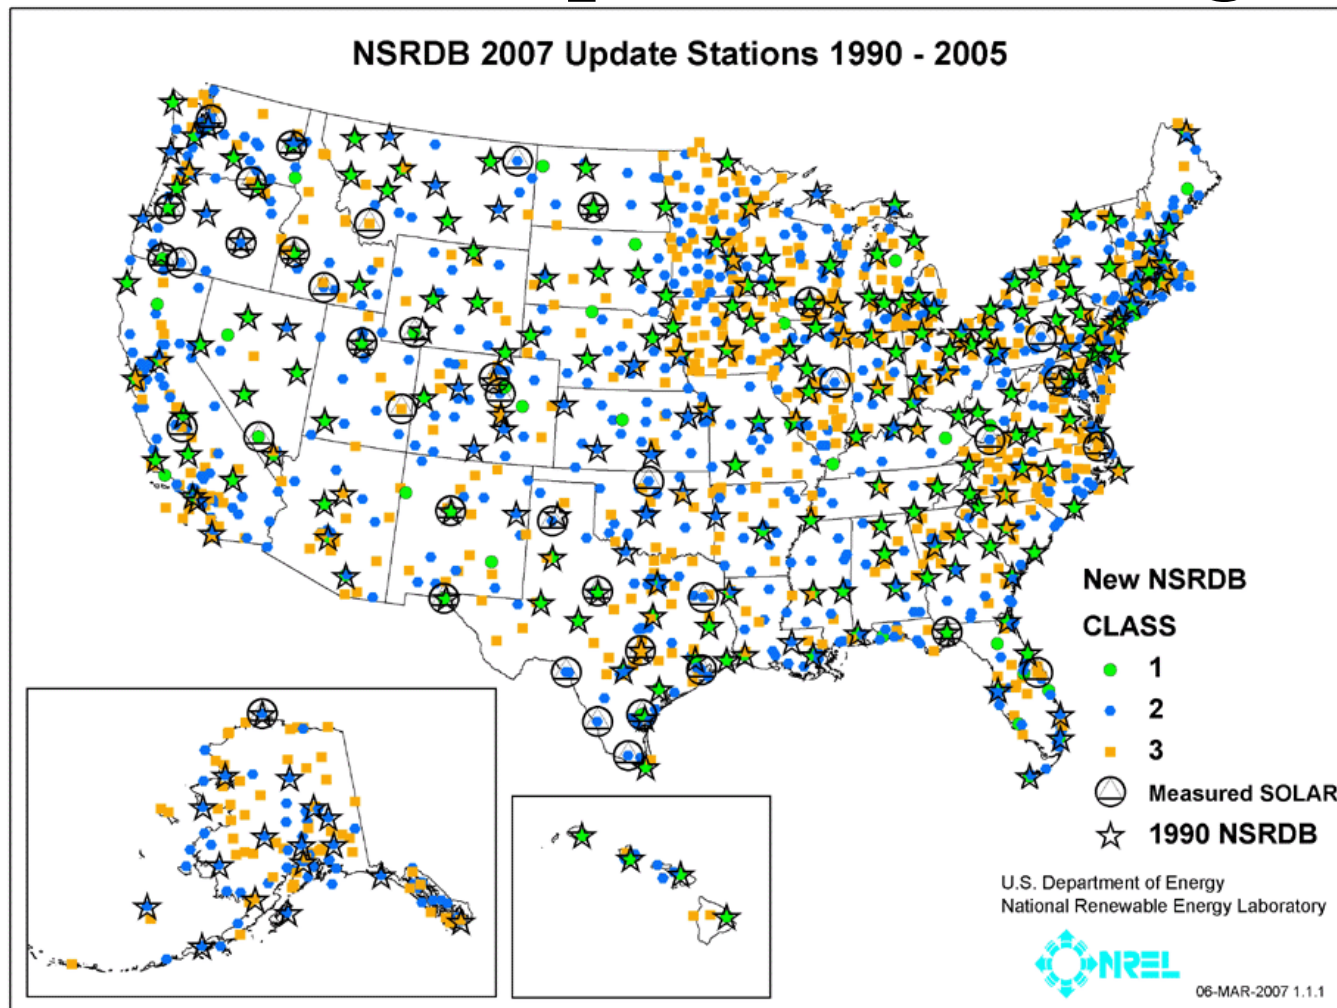 NSRDB 2007 Update Stations 1990 - 2005
New NSRDB
CLASS
1
2
3
Measured SOLAR
1990 NSRDB
U.S. Department of Energy
National Renewable Energy Laboratory
NREL
06-MAR-2007 1.1.1